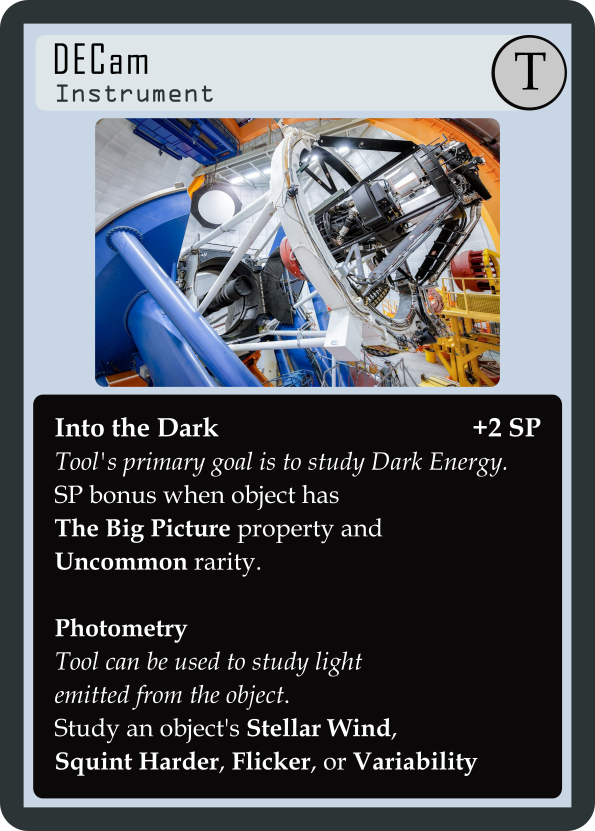 DECam
Instrument
T
Into the Dark +2 SP
Tool's primary goal is to study Dark Energy.
SP bonus when object has
The Big Picture property and
Uncommon rarity.
Photometry
Tool can be used to study light
emitted from the object.
Study an object's Stellar Wind,
Squint Harder, Flicker, or Variability